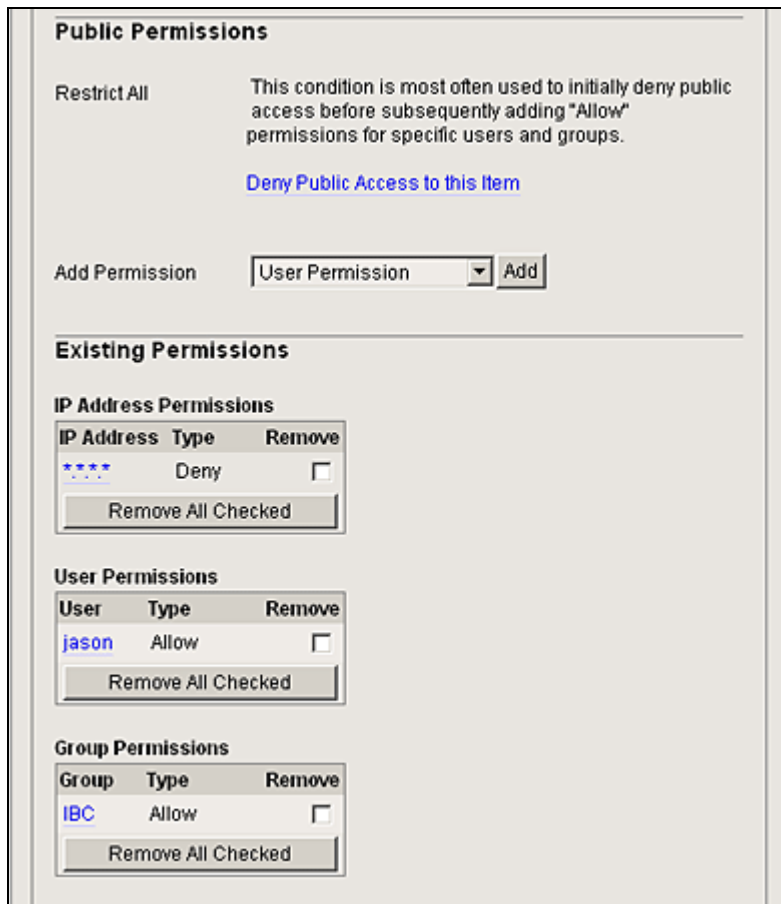 Public Permissions
Restrict All
This condition is most often used to initially deny public
access before subsequently adding "Allow"
permissions for specific users and groups.
Deny Public Access to this Item
Add Permission
User Permission
Add
Existing Permissions
IP Address Permissions
IP Address Type Remove
*.*.*.* Deny
Remove All Checked
User Permissions
User Type Remove
jason Allow
Remove All Checked
Group Permissions
Group Type Remove
IBC Allow
Remove All Checked